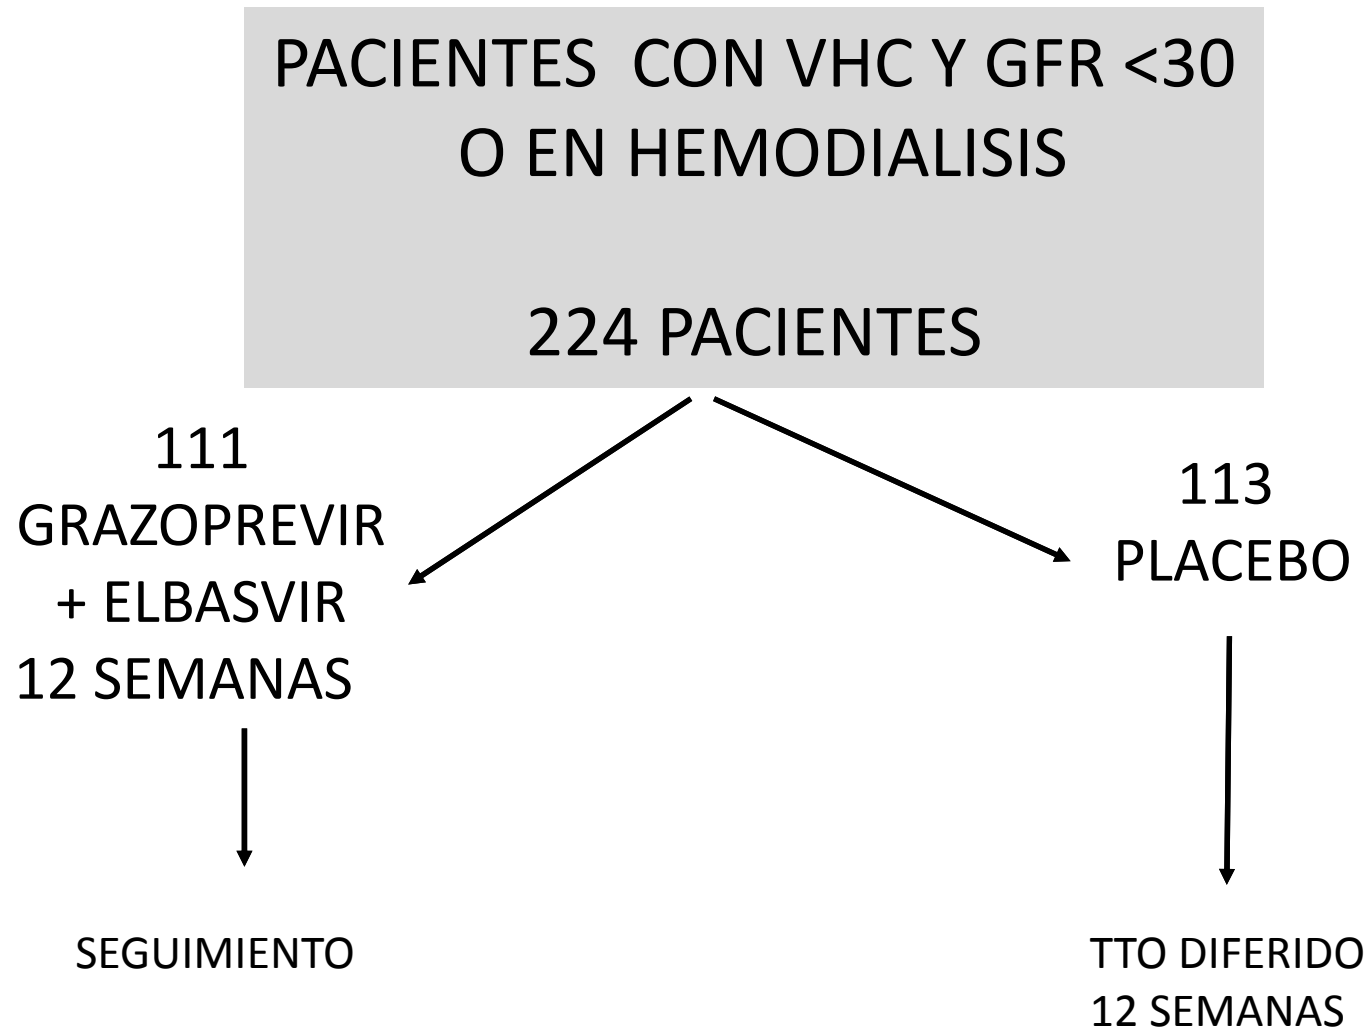 PACIENTES CON VHC Y GFR <30
O EN HEMODIALISIS
224 PACIENTES
111
GRAZOPREVIR
+ ELBASVIR
12 SEMANAS
113
PLACEBO
SEGUIMIENTO
TTO DIFERIDO
12 SEMANAS